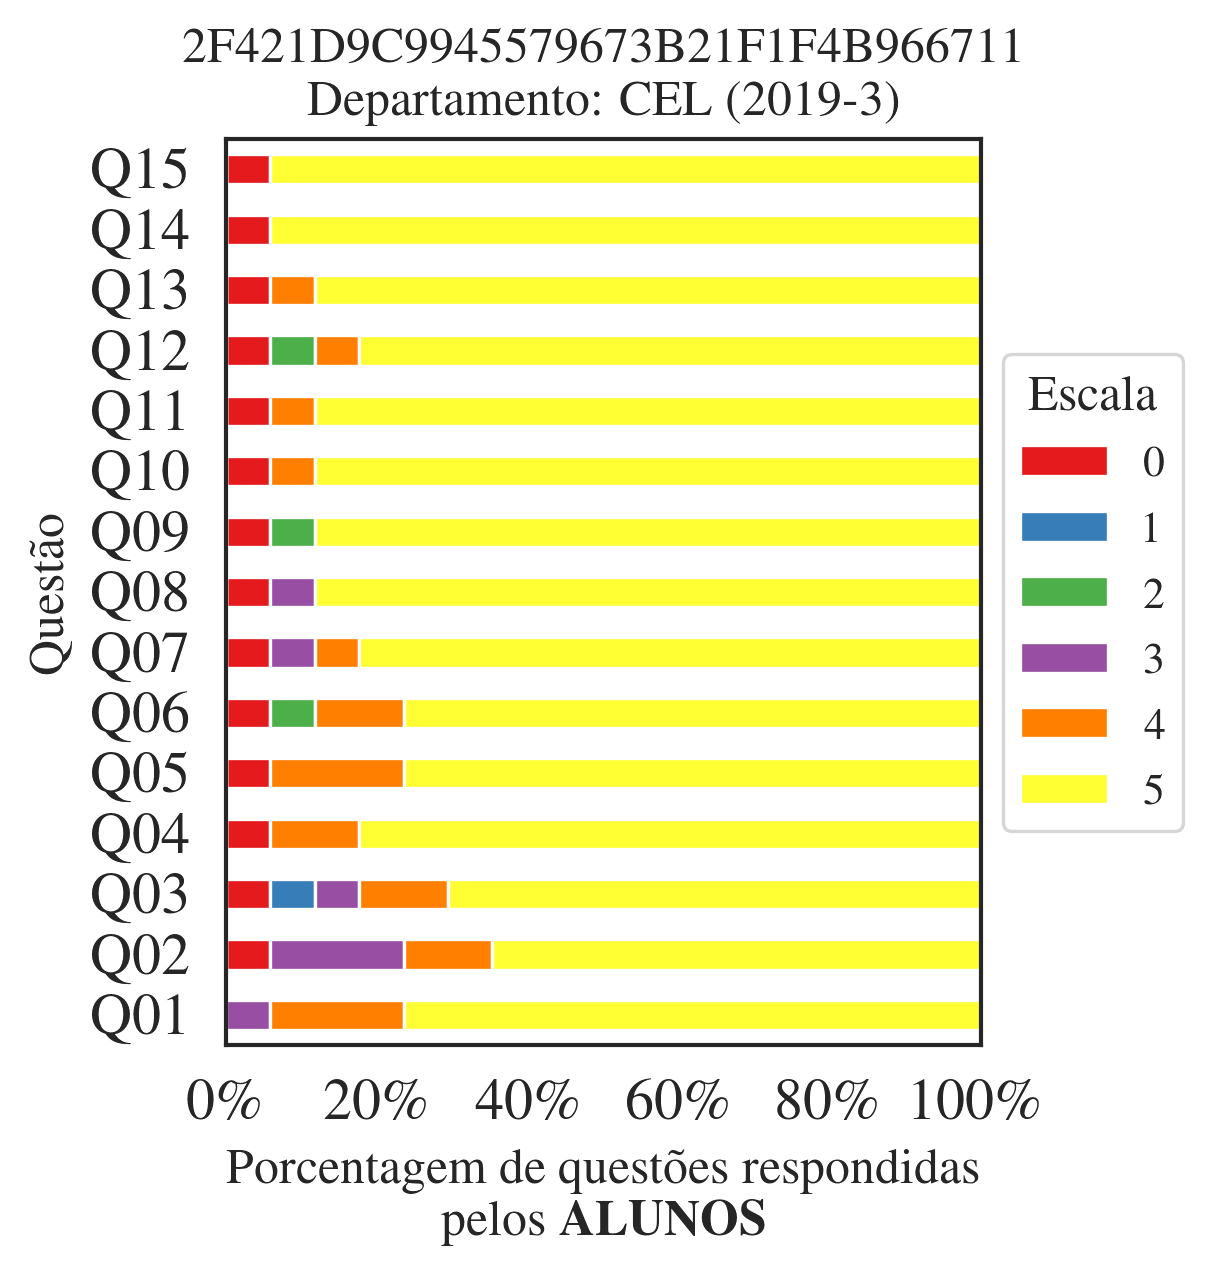 2F421D9C9945579673B21F1F4B966711
Departamento: CEL (2019-3)
Questão
Q15
Q14
Q13
Q12
Q11
Q10
Q09
Q08
Q07
Q06
Q05
Q04
Q03
Q02
Q01
0% 20% 40% 60% 80% 100%
Porcentagem de questões respondidas
pelos ALUNOS
Escala
0
1
2
3
4
5